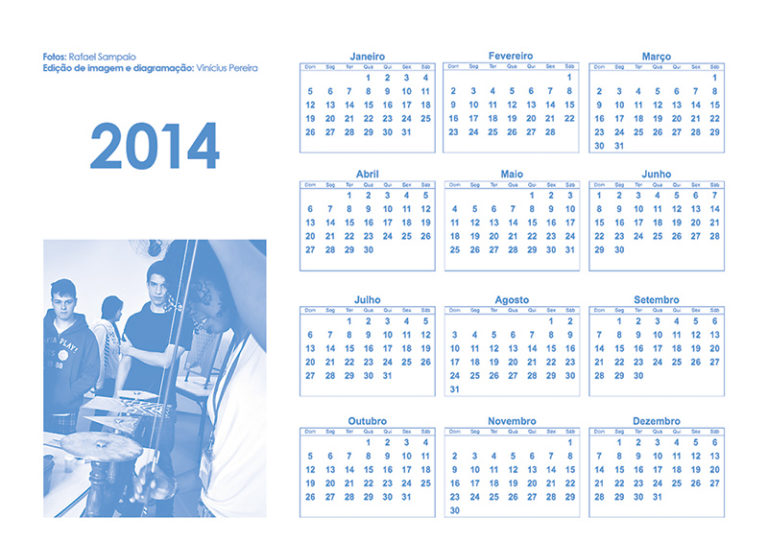 Fotos: Rafael Sampaio
Edição de imagem e diagramação: Vinícius Pereira
2014
PLAY!
Janeiro
Dom Seg Ter Qua Qui Sex Sáb
1 2 3 4
5 6 7 8 9 10 11
12 13 14 15 16 17 18
19 20 21 22 23 24 25
26 27 28 29 30 31
Fevereiro
Dom Seg Ter Qua Qui Sex Sáb
1
2 3 4 5 6 7 8
9 10 11 12 13 14 15
16 17 18 19 20 21 22
23 24 25 26 27 28
Março
Dom Seg Ter Qua Qui Sex Sáb
1
2 3 4 5 6 7 8
9 10 11 12 13 14 15
16 17 18 19 20 21 22
23 24 25 26 27 28 29
30 31
Abril
Dom Seg Ter Qua Qui Sex Sáb
1 2 3 4 5
6 7 8 9 10 11 12
13 14 15 16 17 18 19
20 21 22 23 24 25 26
27 28 29 30
Maio
Dom Seg Ter Qua Qui Sex Sáb
1 2 3
4 5 6 7 8 9 10
11 12 13 14 15 16 17
18 19 20 21 22 23 24
25 26 27 28 29 30 31
Junho
Dom Seg Ter Qua Qui Sex Sáb
1 2 3 4 5 6 7
8 9 10 11 12 13 14
15 16 17 18 19 20 21
22 23 24 25 26 27 28
29 30
Julho
Dom Seg Ter Qua Qui Sex Sáb
1 2 3 4 5
6 7 8 9 10 11 12
13 14 15 16 17 18 19
20 21 22 23 24 25 26
27 28 29 30 31
Agosto
Dom Seg Ter Qua Qui Sex Sáb
1 2
3 4 5 6 7 8 9
10 11 12 13 14 15 16
17 18 19 20 21 22 23
24 25 26 27 28 29 30
31
Setembro
Dom Seg Ter Qua Qui Sex Sáb
1 2 3 4 5 6
7 8 9 10 11 12 13
14 15 16 17 18 19 20
21 22 23 24 25 26 27
28 29 30
Outubro
Dom Seg Ter Qua Qui Sex Sáb
1 2 3 4
5 6 7 8 9 10 11
12 13 14 15 16 17 18
19 20 21 22 23 24 25
26 27 28 29 30 31
Novembro
Dom Seg Ter Qua Qui Sex Sáb
1
2 3 4 5 6 7 8
9 10 11 12 13 14 15
16 17 18 19 20 21 22
23 24 25 26 27 28 29
30
Dezembro
Dom Seg Ter Qua Qui Sex Sáb
1 2 3 4 5 6
7 8 9 10 11 12 13
14 15 16 17 18 19 20
21 22 23 24 25 26 27
28 29 30 31